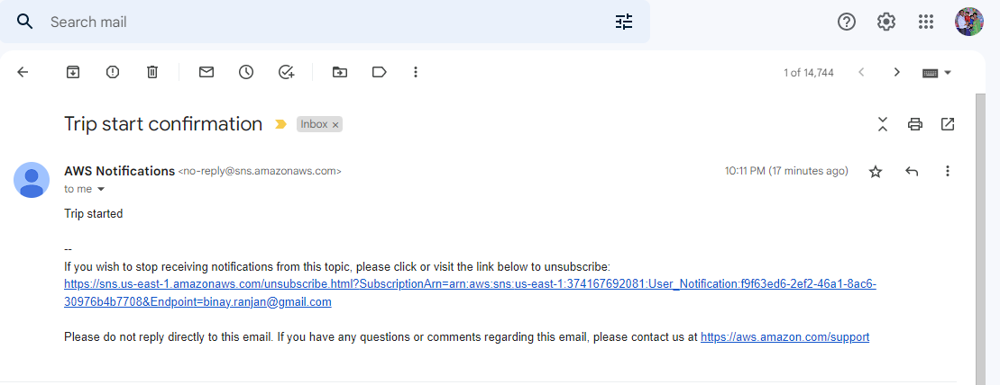 Search mail
1 of 14,744
Trip start confirmation Inbox ×
AWS Notifications <no-reply@sns.amazonaws.com> 10:11 PM (17 minutes ago)
to me
Trip started
--
If you wish to stop receiving notifications from this topic, please click or visit the link below to unsubscribe:
https://sns.us-east-1.amazonaws.com/unsubscribe.html?SubscriptionArn=arn:aws:sns:us-east-1:374167692081:User_Notification:f9f63ed6-2ef2-46a1-8ac6-
30976b4b7708&Endpoint=binay.ranjan@gmail.com
Please do not reply directly to this email. If you have any questions or comments regarding this email, please contact us at https://aws.amazon.com/support